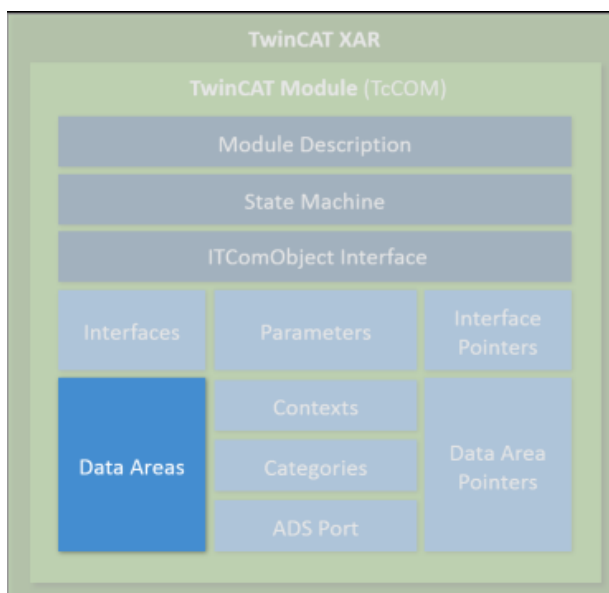 TwinCAT XAR
TwinCAT Module (TcCOM)
Module Description
State Machine
ITComObject Interface
Interfaces
Parameters
Interface
Pointers
Data Areas
Contexts
Categories
ADS Port
Data Area
Pointers